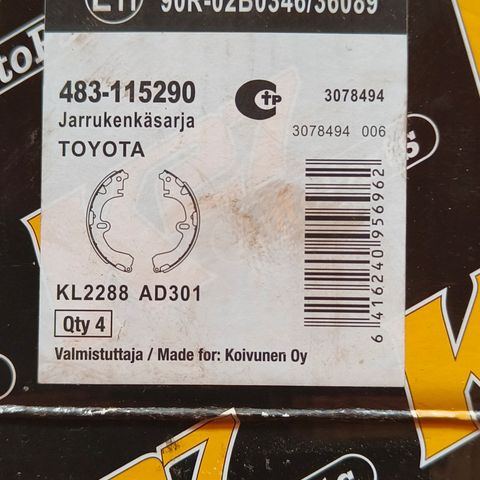 E11 90R-02B0346/36089
483-115290
Jarrukenkäsarja
TOYOTA
3078494
3078494 006
KL2288 AD301
Qty 4
Valmistuttaja / Made for: Koivunen Oy
6 416240 956962